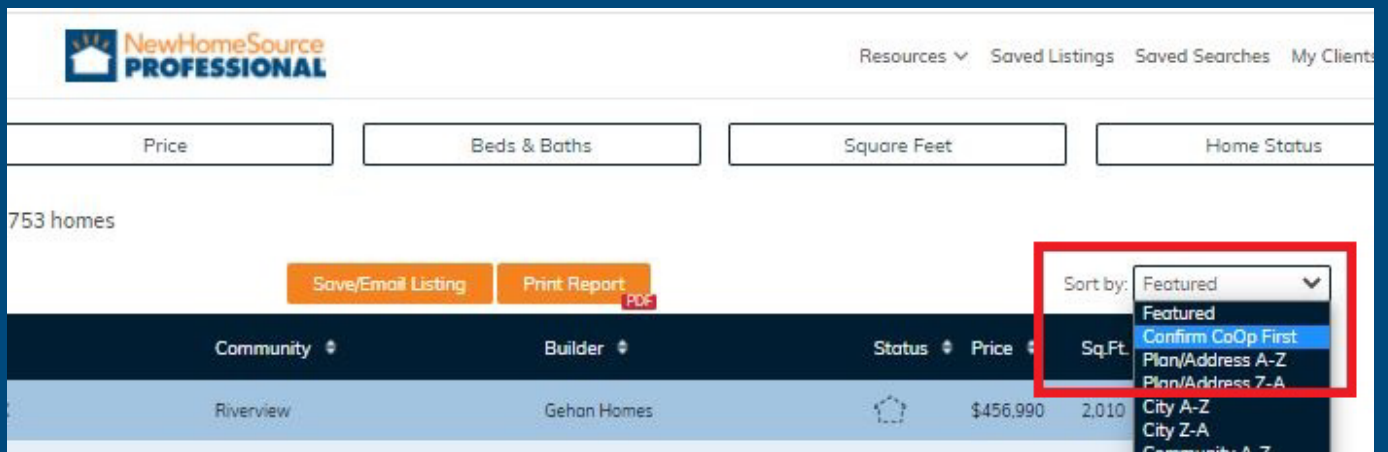 NewHomeSource
PROFESSIONAL
Resources Saved Listings Saved Searches My Clients
Price Beds & Baths Square Feet Home Status
753 homes
Save/Email Listing Print Report PDF Sort by: Featured
Featured
Confirm CoOp First
Plan/Address A-Z
Plan/Address Z-A
City A-Z
City Z-A
Community A-Z
Community Builder Status Price Sq.Ft.
Riverview Gehan Homes $456,990 2,010